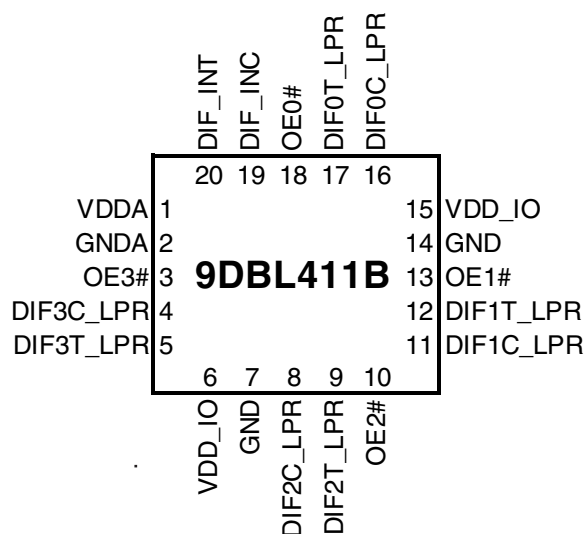 DIF_INT
DIF_INC
OE0#
DIF0T_LPR
DIF0C_LPR
20 19 18 17 16
VDDA 1
GNDA 2
OE3# 3
DIF3C_LPR 4
DIF3T_LPR 5
9DBL411B
15 VDD_IO
14 GND
13 OE1#
12 DIF1T_LPR
11 DIF1C_LPR
6 7 8 9 10
VDD_IO
GND
DIF2C_LPR
DIF2T_LPR
OE2#